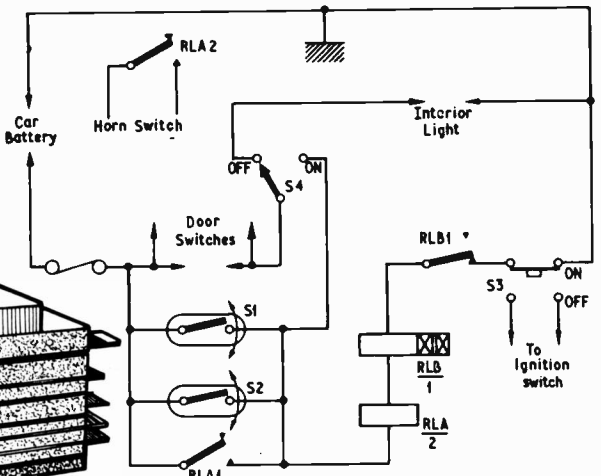 RLA2
Car
Battery
Horn Switch
Interior
Light
OFF
ON
S4
Door
Switches
RLB1
S3
ON
OFF
S1
To
Ignition
switch
RLB
1
S2
RLA
2
RLA1